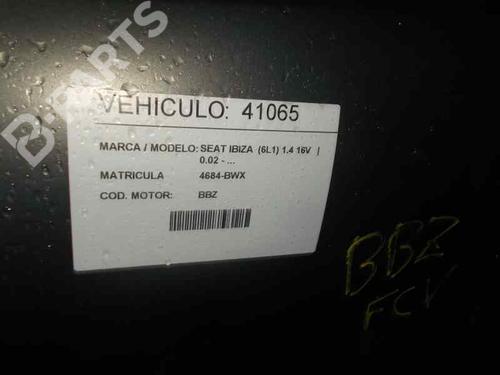 B-PARTS
VEHICULO: 41065
MARCA / MODELO: SEAT IBIZA (6L1) 1.4 16V |
0.02 - ...
MATRICULA 4684-BWX
COD. MOTOR: BBZ
BBZ
FCV